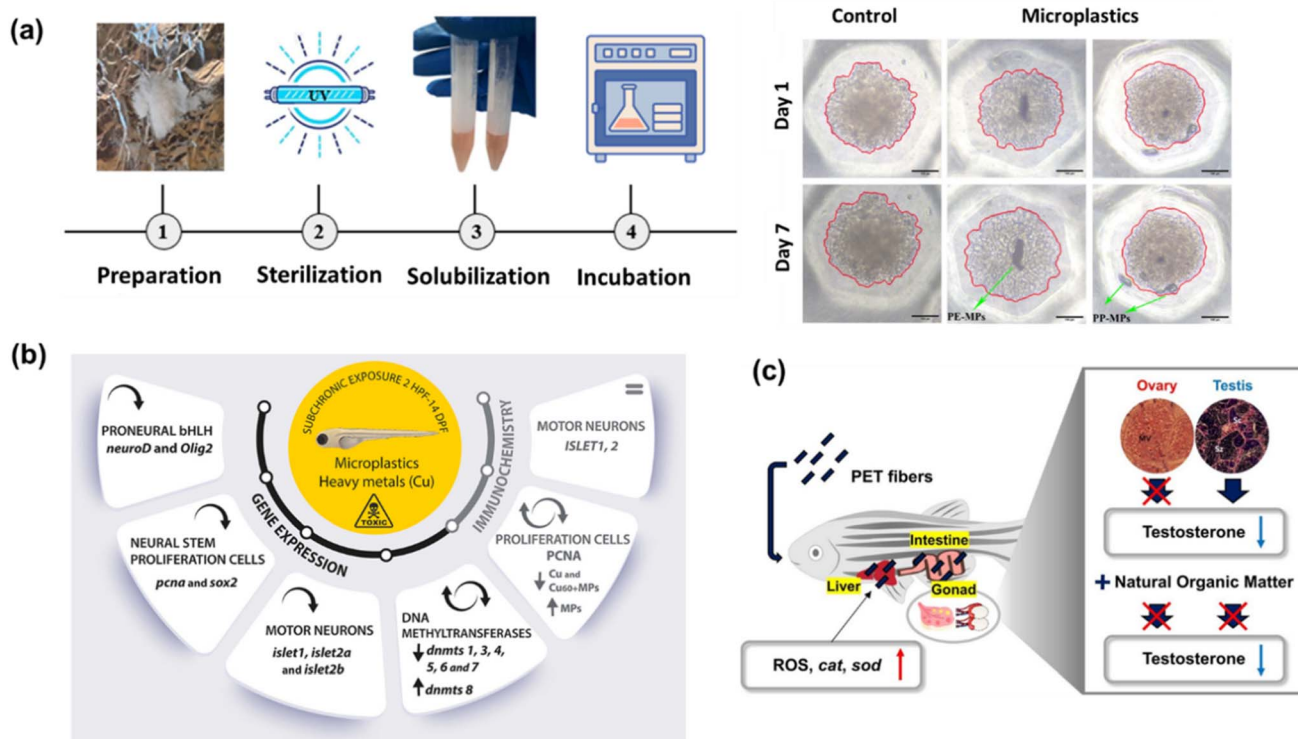 (a)
UV
1
2
3
4
Preparation
Sterilization
Solubilization
Incubation
Control
Microplastics
Day 1
Day 7
PE-MPs
PP-MPs
(b)
SUBCHRONIC EXPOSURE 2 HPF-14 DPF
Microplastics
Heavy metals (Cu)
TOXIC
GENE EXPRESSION
IMMUNOCHEMISTRY
PRONEURAL bHLH
neuroD and Olig2
NEURAL STEM
PROLIFERATION CELLS
pcna and sox2
MOTOR NEURONS
islet1, islet2a
and islet2b
DNA
METHYLTRANSFERASES
↓ dnmts 1, 3, 4,
5, 6 and 7
↑ dnmts 8
PROLIFERATION CELLS
PCNA
↓ Cu and
Cu60+MPs
↑ MPs
=
MOTOR NEURONS
ISLET1, 2
(c)
PET fibers
Intestine
Liver
Gonad
ROS, cat, sod ↑
Ovary
Testis
MV
Sc
Sz
Testosterone ↓
+ Natural Organic Matter
Testosterone ↓